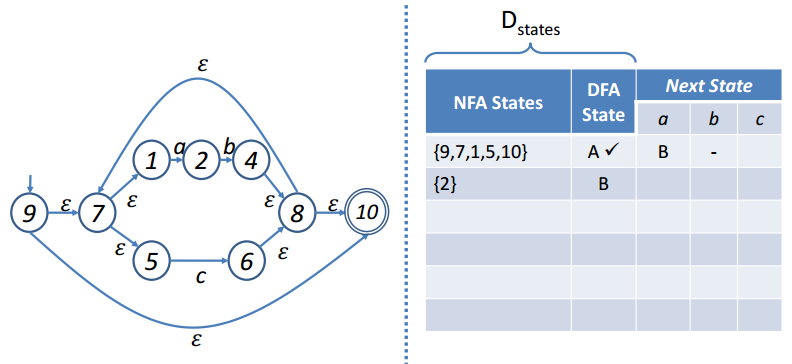 D states
NFA States
DFA State
Next State
a b c
{9,7,1,5,10} A ✓ B -
{2} B
ε
1 a 2 b 4
9 ε 7 ε ε 8 ε 10
ε 5 c 6 ε
ε